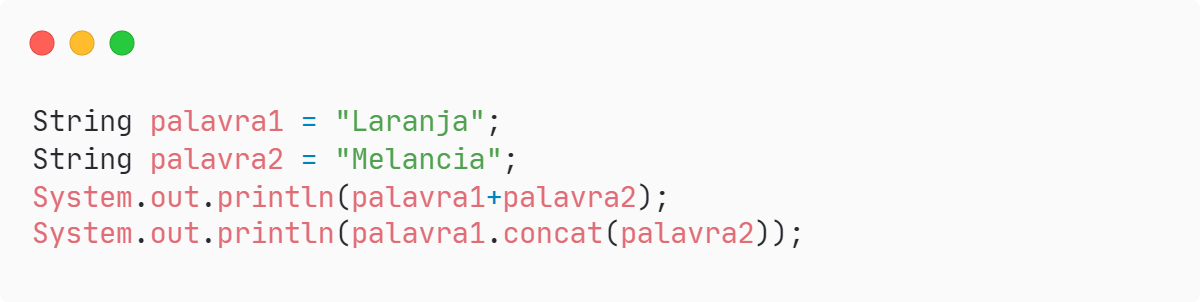 String palavra1 = "Laranja";
String palavra2 = "Melancia";
System.out.println(palavra1+palavra2);
System.out.println(palavra1.concat(palavra2));